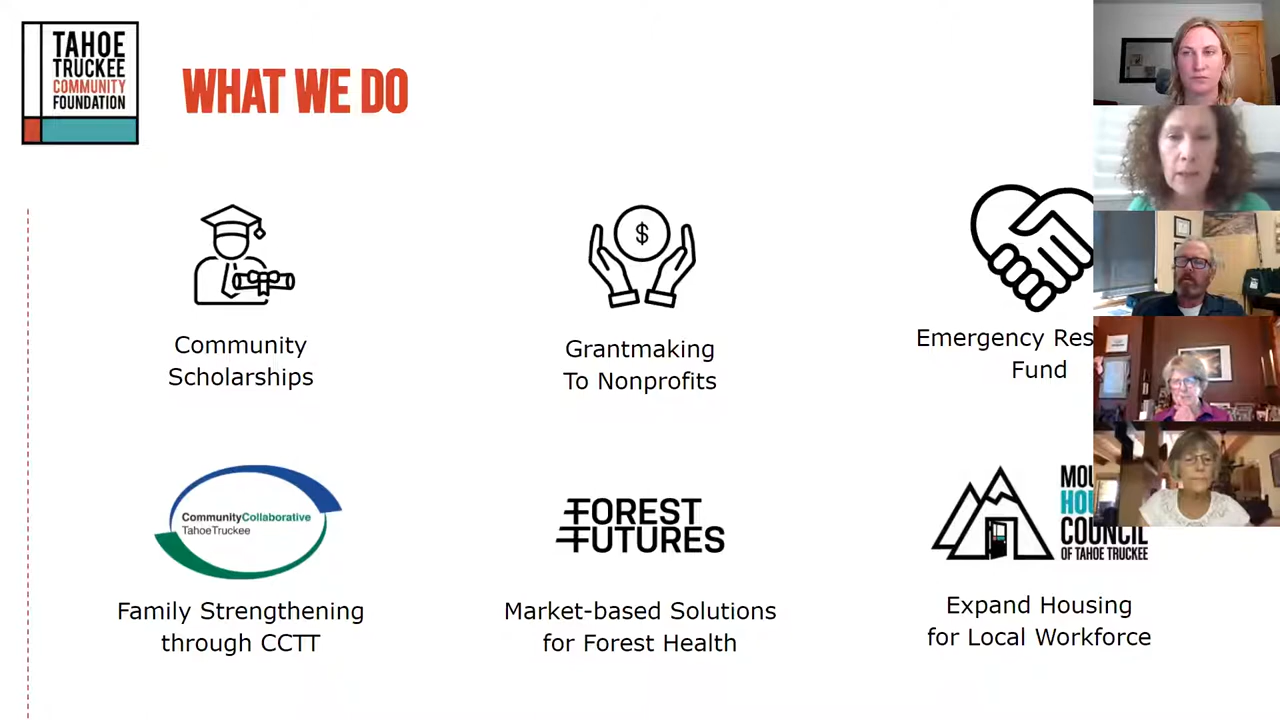 TAHOE
TRUCKEE
COMMUNITY
FOUNDATION
WHAT WE DO
$
Community
Scholarships
Grantmaking
To Nonprofits
Emergency Res
Fund
CommunityCollaborative
TahoeTruckee
FOREST
FUTURES
MOU
HOU
COUNCIL
OF TAHOE TRUCKEE
Family Strengthening
through CCTT
Market-based Solutions
for Forest Health
Expand Housing
for Local Workforce